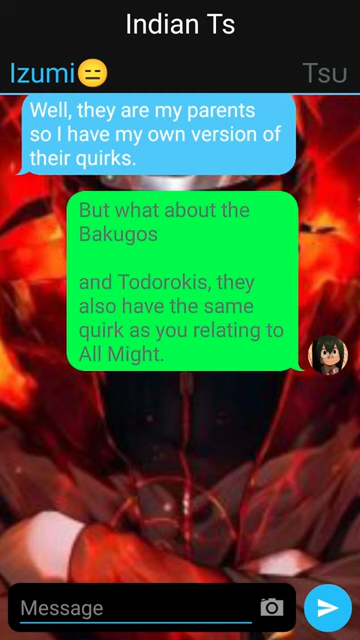 Indian Ts
Izumi😑 Tsu
Well, they are my parents
so I have my own version of
their quirks.
But what about the
Bakugos
and Todorokis, they
also have the same
quirk as you relating to
All Might.
Message